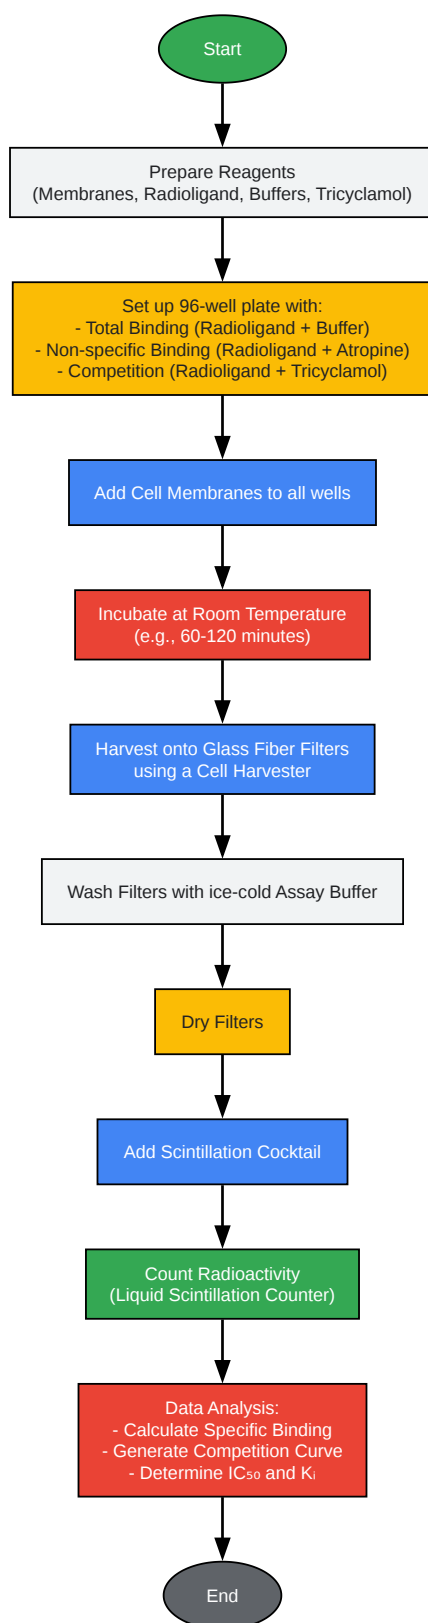 Start
Prepare Reagents
(Membranes, Radioligand, Buffers, Tricyclamol)
Set up 96-well plate with:
- Total Binding (Radioligand + Buffer)
- Non-specific Binding (Radioligand + Atropine)
- Competition (Radioligand + Tricyclamol)
Add Cell Membranes to all wells
Incubate at Room Temperature
(e.g., 60-120 minutes)
Harvest onto Glass Fiber Filters
using a Cell Harvester
Wash Filters with ice-cold Assay Buffer
Dry Filters
Add Scintillation Cocktail
Count Radioactivity
(Liquid Scintillation Counter)
Data Analysis:
- Calculate Specific Binding
- Generate Competition Curve
- Determine IC₅₀ and Kᵢ
End